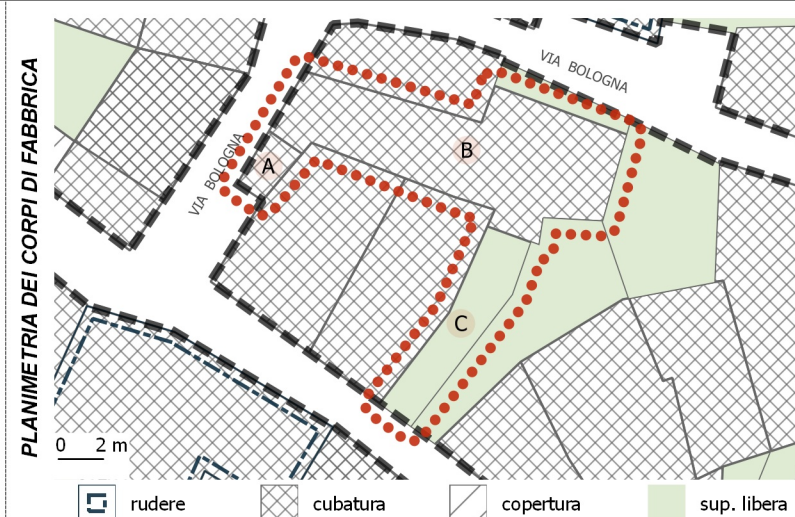 PLANIMETRIA DEI CORPI DI FABBRICA
VIA BOLOGNA
VIA BOLOGNA
A
B
C
0 2 m
rudere
cubatura
copertura
sup. libera